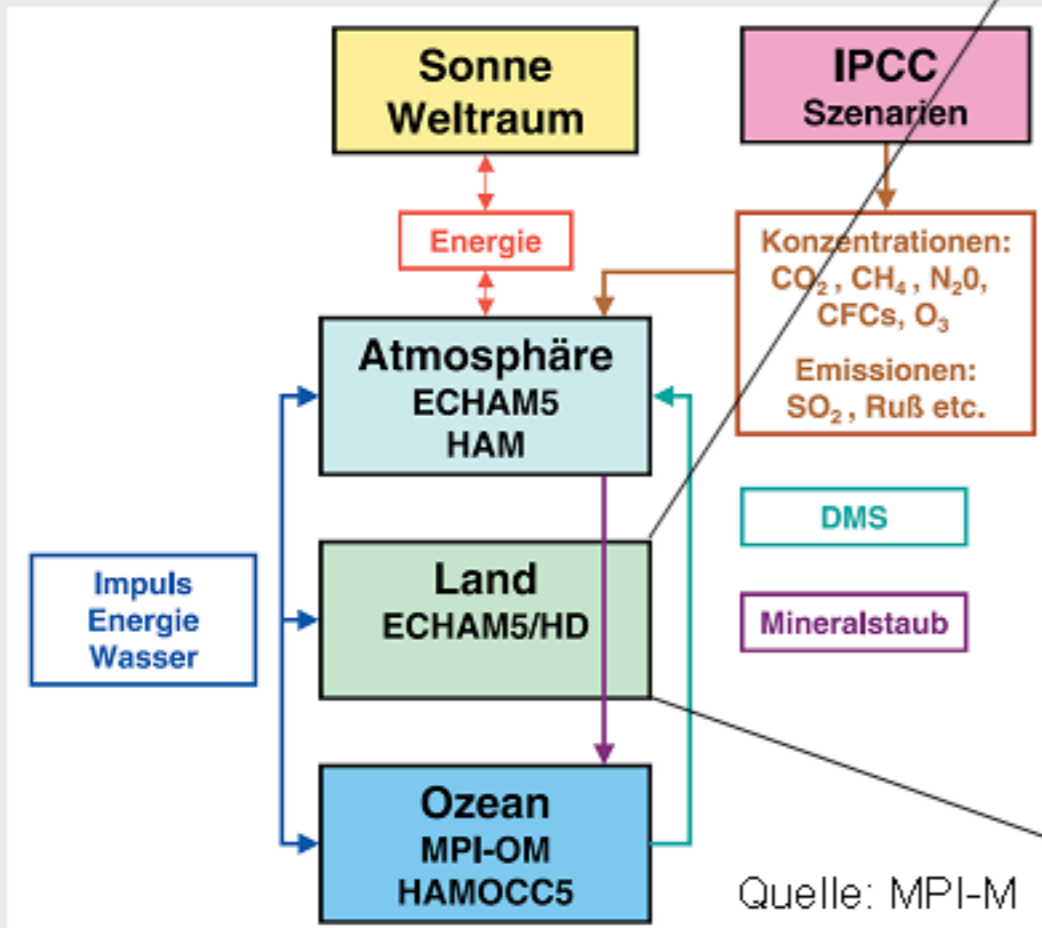 Sonne
Weltraum
IPCC
Szenarien
Energie
Konzentrationen:
CO₂, CH₄, N₂0,
CFCs, O₃
Emissionen:
SO₂, Ruß etc.
Atmosphäre
ECHAM5
HAM
DMS
Land
ECHAM5/HD
Impuls
Energie
Wasser
Mineralstaub
Ozean
MPI-OM
HAMOCC5
Quelle: MPI-M